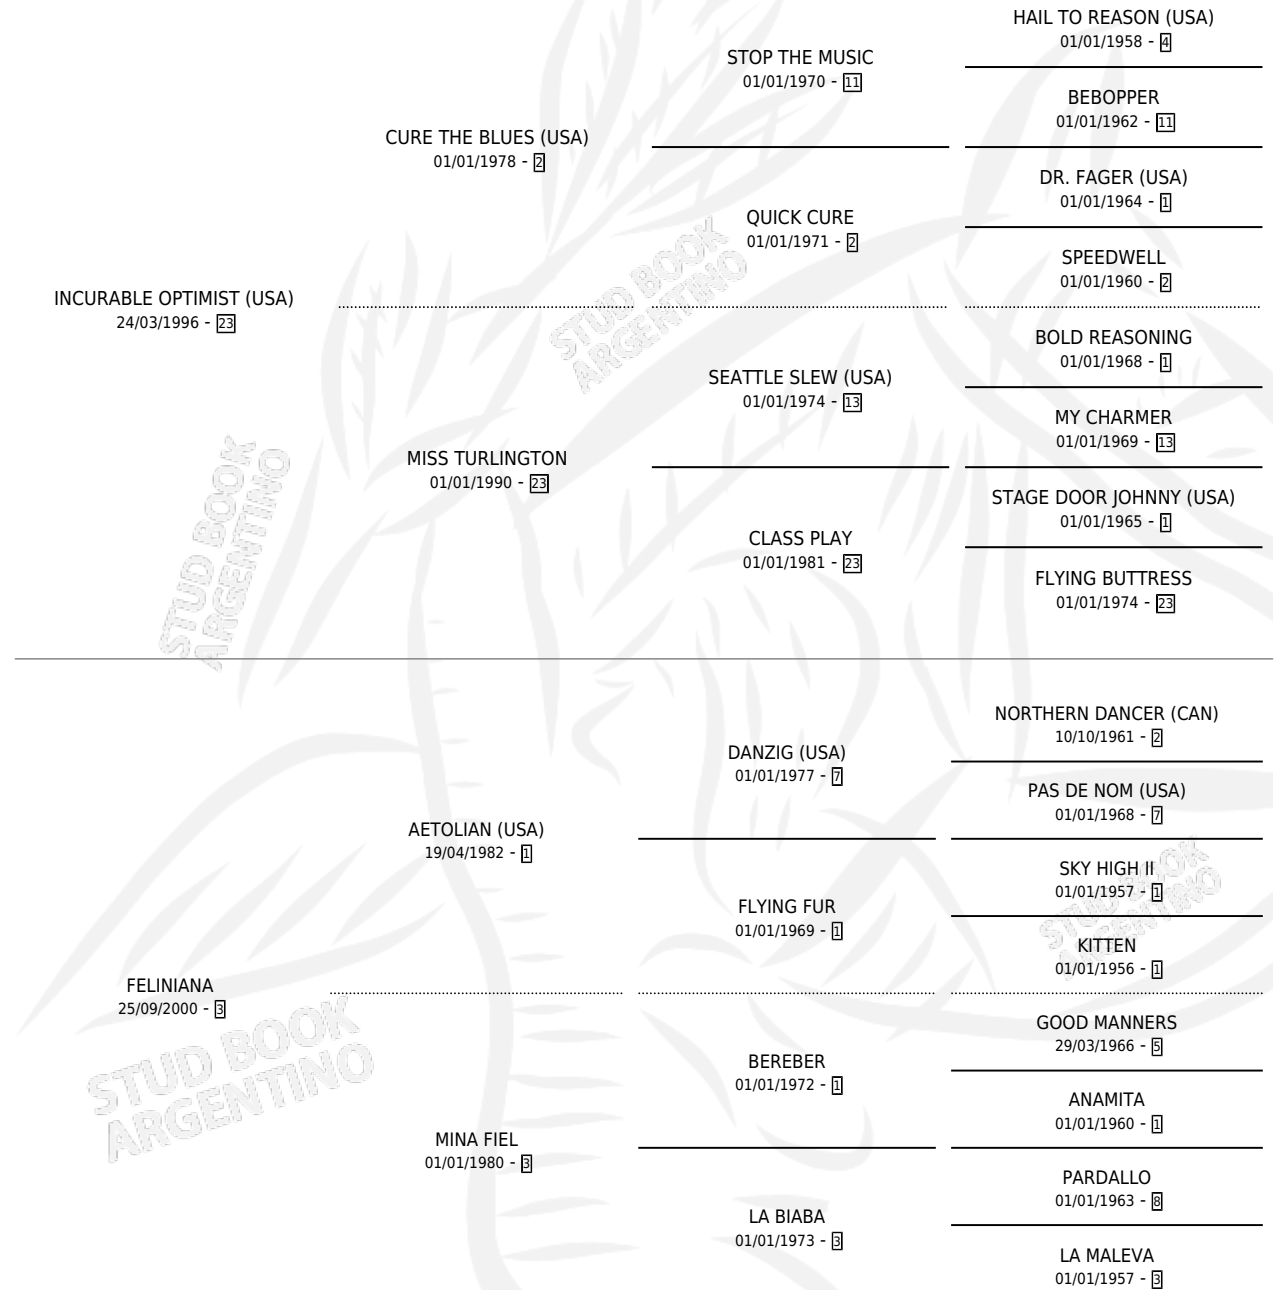 HAIL TO REASON (USA)
01/01/1958 - 4
STOP THE MUSIC
01/01/1970 - 11
BEBOPPER
01/01/1962 - 11
CURE THE BLUES (USA)
01/01/1978 - 2
DR. FAGER (USA)
01/01/1964 - 1
QUICK CURE
01/01/1971 - 2
SPEEDWELL
01/01/1960 - 2
INCURABLE OPTIMIST (USA)
24/03/1996 - 23
BOLD REASONING
01/01/1968 - 1
SEATTLE SLEW (USA)
01/01/1974 - 13
MY CHARMER
01/01/1969 - 13
MISS TURLINGTON
01/01/1990 - 23
STAGE DOOR JOHNNY (USA)
01/01/1965 - 1
CLASS PLAY
01/01/1981 - 23
FLYING BUTTRESS
01/01/1974 - 23
NORTHERN DANCER (CAN)
10/10/1961 - 2
DANZIG (USA)
01/01/1977 - 7
PAS DE NOM (USA)
01/01/1968 - 7
AETOLIAN (USA)
19/04/1982 - 1
SKY HIGH II
01/01/1957 - 1
FLYING FUR
01/01/1969 - 1
KITTEN
01/01/1956 - 1
FELINIANA
25/09/2000 - 3
GOOD MANNERS
29/03/1966 - 5
BEREBER
01/01/1972 - 1
ANAMITA
01/01/1960 - 1
MINA FIEL
01/01/1980 - 3
PARDALLO
01/01/1963 - 8
LA BIABA
01/01/1973 - 3
LA MALEVA
01/01/1957 - 3
STUD BOOK
ARGENTINO
STUD BOOK
ARGENTINO
STUD BOOK
ARGENTINO
STUD BOOK
ARGENTINO